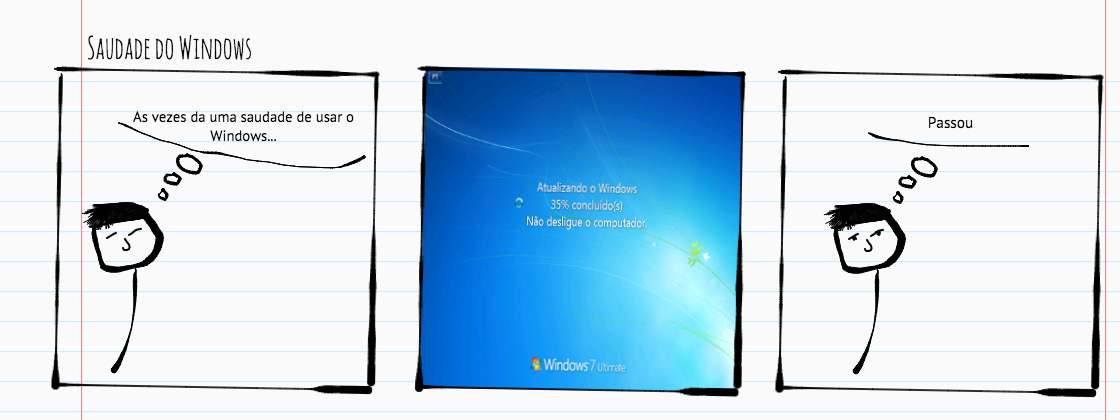 Saudade do Windows
As vezes da uma saudade de usar o
Windows...
PT
Atualizando o Windows
35% concluído(s)
Não desligue o computador.
Windows 7 Ultimate
Passou